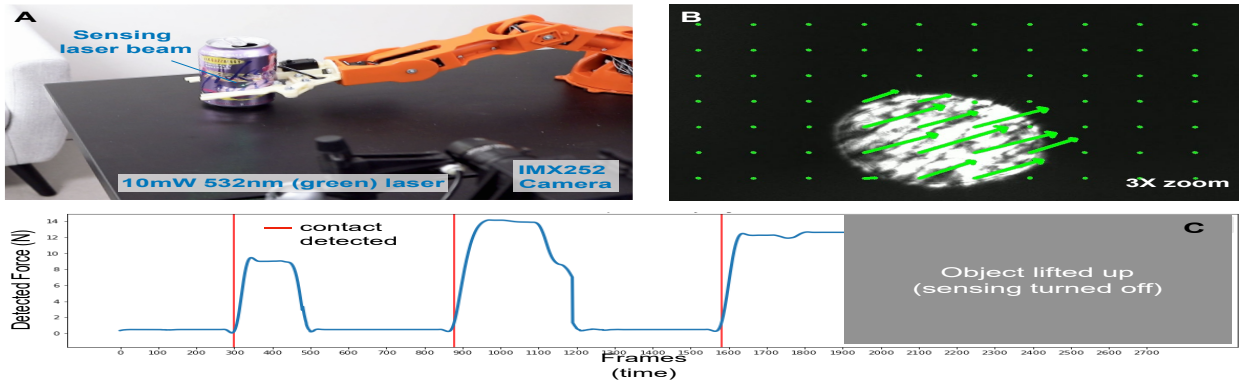 A
Sensing
laser beam
10mW 532nm (green) laser
IMX252
Camera
B
3X zoom
C
contact
detected
Object lifted up
(sensing turned off)
Detected Force (N)
14
12
10
8
6
4
2
0
0 100 200 300 400 500 600 700 800 900 1000 1100 1200 1300 1400 1500 1600 1700 1800 1900 2000 2100 2200 2300 2400 2500 2600 2700
Frames
(time)